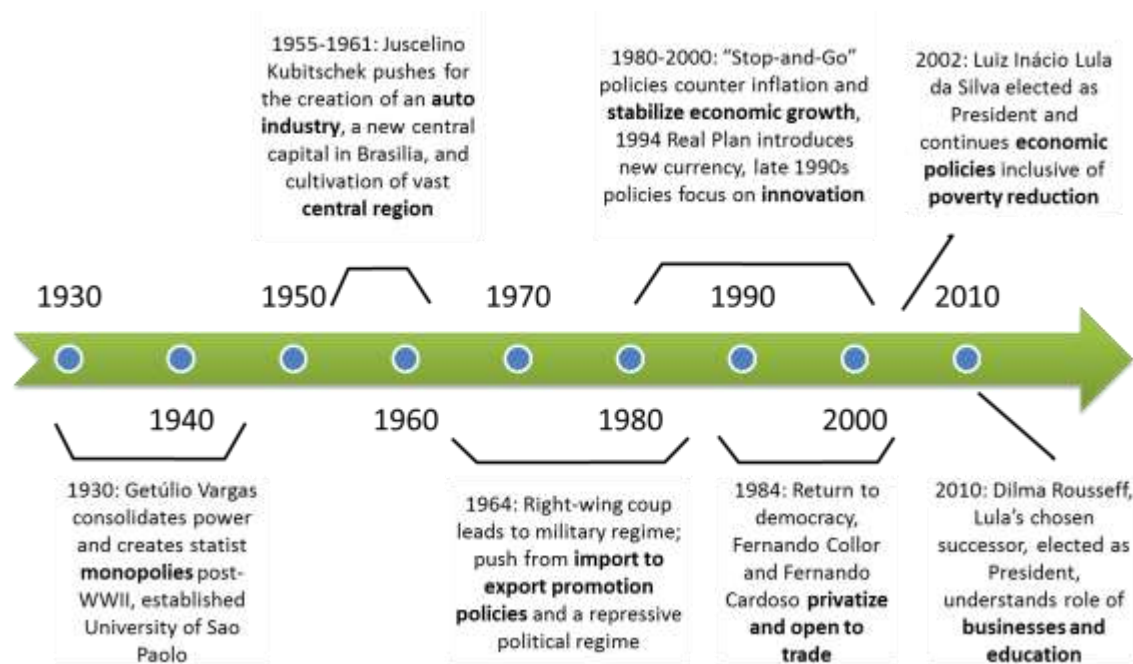 1955-1961: Juscelino
Kubitschek pushes for
the creation of an auto
industry, a new central
capital in Brasilia, and
cultivation of vast
central region
1980-2000: “Stop-and-Go”
policies counter inflation and
stabilize economic growth,
1994 Real Plan introduces
new currency, late 1990s
policies focus on innovation
2002: Luiz Inácio Lula
da Silva elected as
President and
continues economic
policies inclusive of
poverty reduction
1930
1950
1970
1990
2010
1940
1960
1980
2000
1930: Getúlio Vargas
consolidates power
and creates statist
monopolies post-
WWII, established
University of Sao
Paolo
1964: Right-wing coup
leads to military regime;
push from import to
export promotion
policies and a repressive
political regime
1984: Return to
democracy,
Fernando Collor
and Fernando
Cardoso privatize
and open to
trade
2010: Dilma Rousseff,
Lula’s chosen
successor, elected as
President,
understands role of
businesses and
education